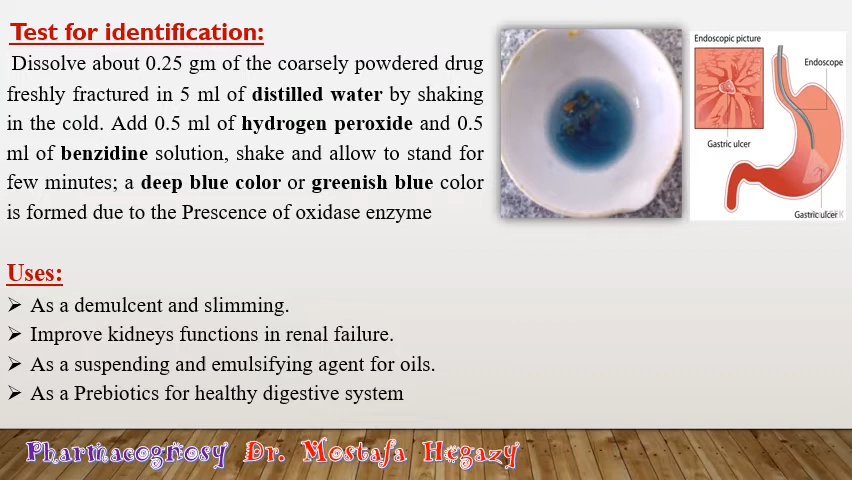 Test for identification:
Dissolve about 0.25 gm of the coarsely powdered drug
freshly fractured in 5 ml of distilled water by shaking
in the cold. Add 0.5 ml of hydrogen peroxide and 0.5
ml of benzidine solution, shake and allow to stand for
few minutes; a deep blue color or greenish blue color
is formed due to the Prescence of oxidase enzyme
Endoscopic picture
Endoscope
Gastric ulcer
Gastric ulcer
Uses:
➢ As a demulcent and slimming.
➢ Improve kidneys functions in renal failure.
➢ As a suspending and emulsifying agent for oils.
➢ As a Prebiotics for healthy digestive system
Pharmacognosy Dr. Mostafa Hegazy